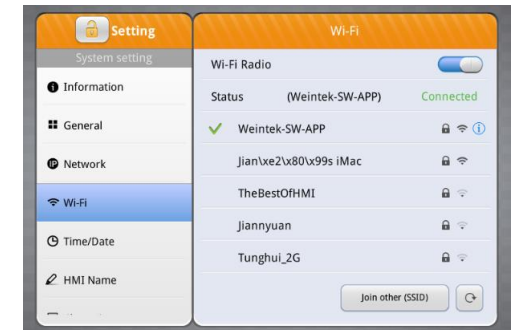 Setting
System setting
Information
General
Network
Wi-Fi
Time/Date
HMI Name
Wi-Fi
Wi-Fi Radio
Status (Weintek-SW-APP) Connected
Weintek-SW-APP
Jian\xe2\x80\x99s iMac
TheBestOfHMI
Jiannyuan
Tunghui_2G
Join other (SSID)